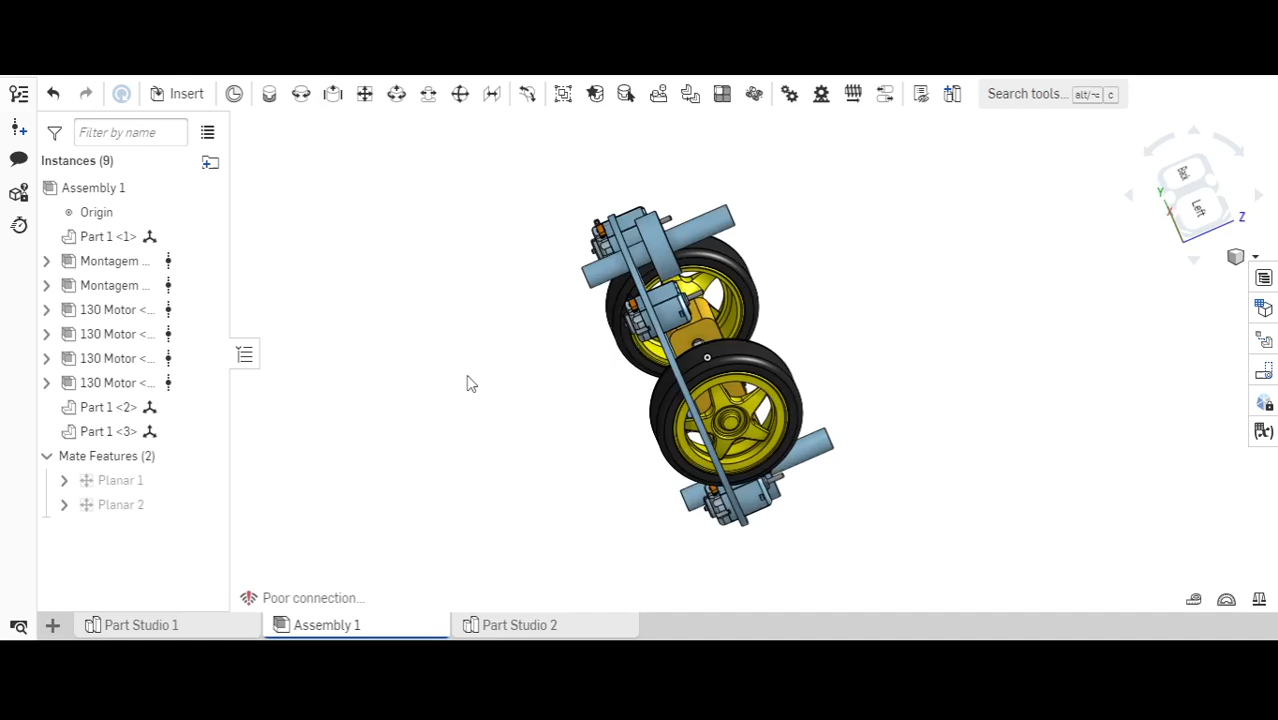 Insert
Search tools... alt/⌥ c
Filter by name
Instances (9)
Assembly 1
Origin
Part 1 <1>
Montagem ...
Montagem ...
130 Motor <...
130 Motor <...
130 Motor <...
130 Motor <...
Part 1 <2>
Part 1 <3>
Mate Features (2)
Planar 1
Planar 2
Back
Left
Y
X
Z
Poor connection...
Part Studio 1
Assembly 1
Part Studio 2